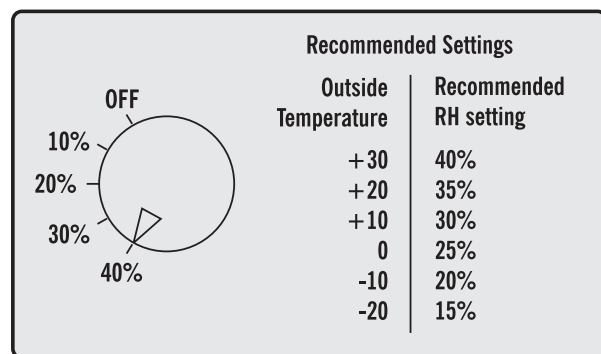 Recommended Settings
Outside Temperature
Recommended RH setting
OFF
10%
20%
30%
40%
+30 40%
+20 35%
+10 30%
0 25%
-10 20%
-20 15%